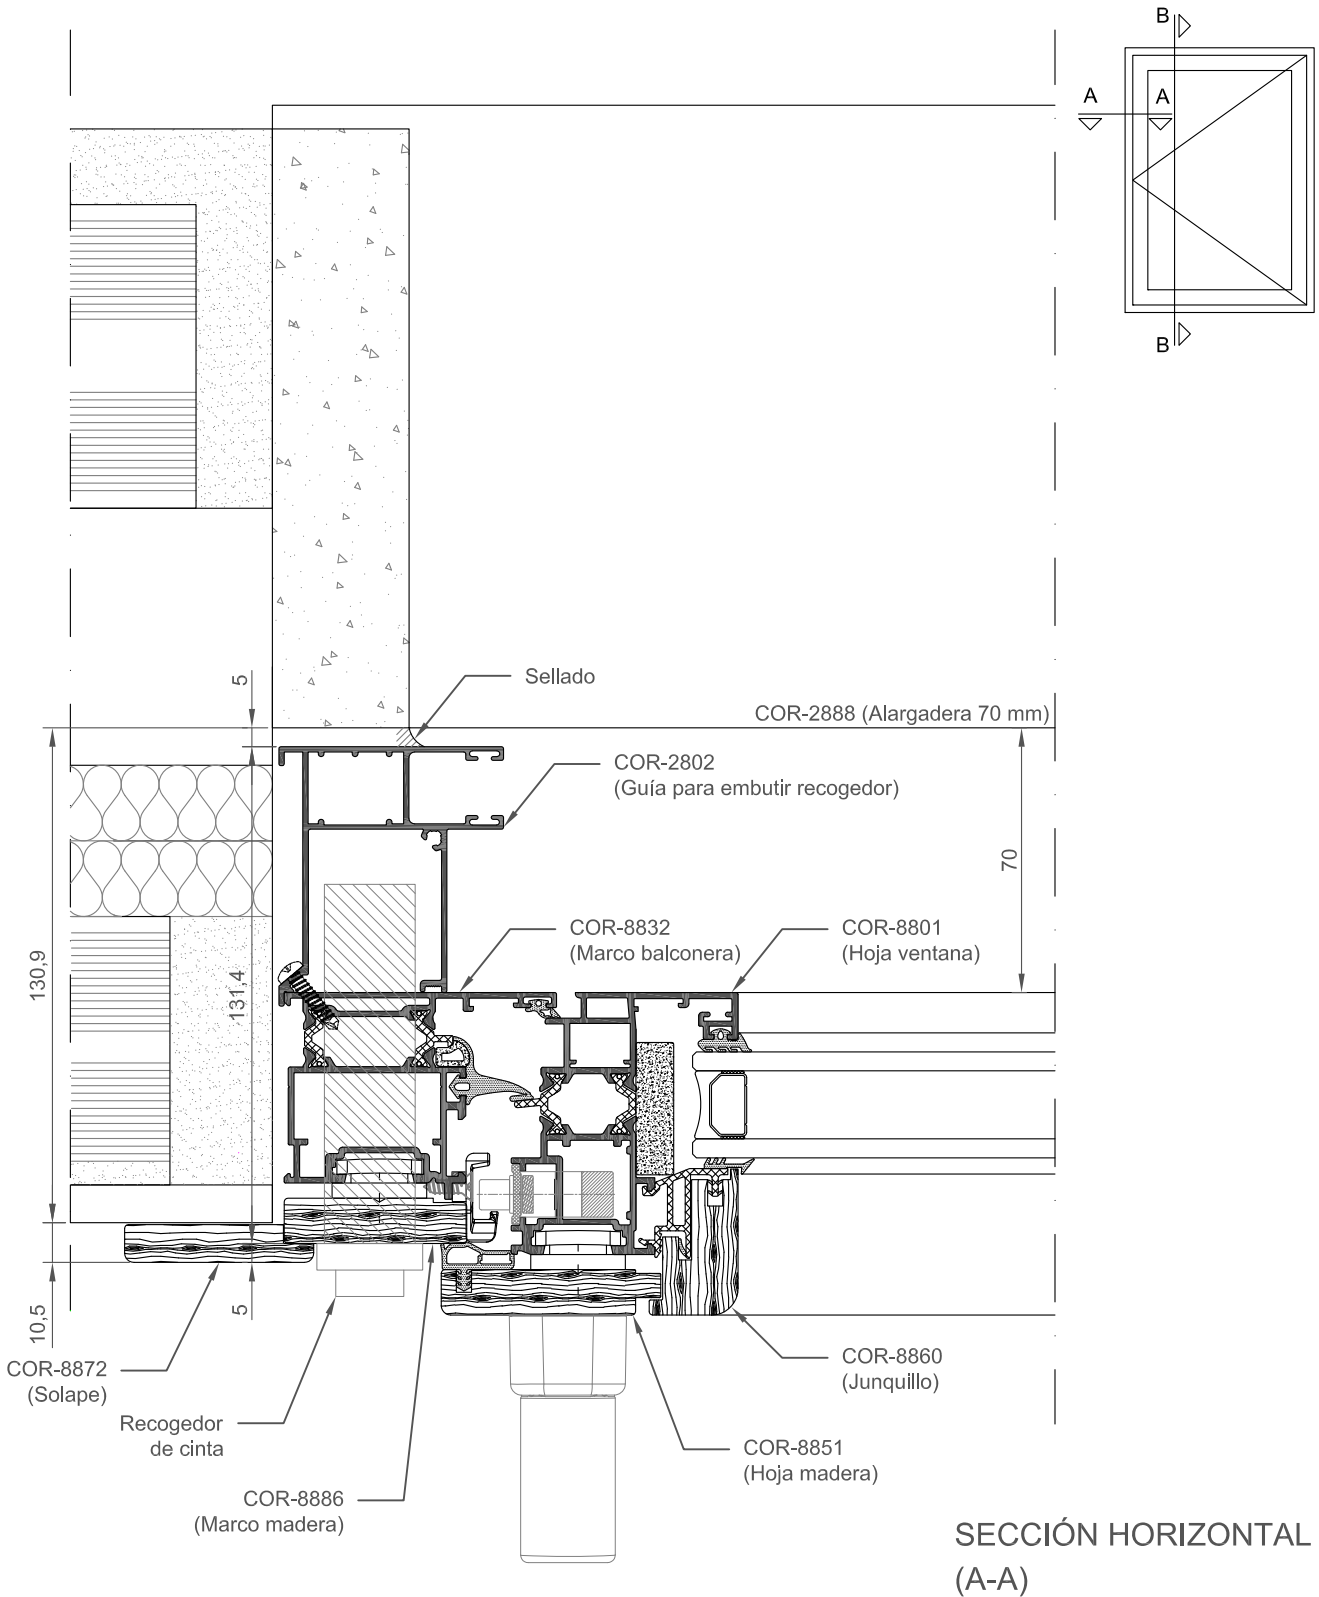 B
A
A
B
5
Sellado
COR-2888 (Alargadera 70 mm)
COR-2802
(Guía para embutir recogedor)
70
COR-8832
(Marco balconera)
COR-8801
(Hoja ventana)
130,9
131,4
10,5
5
COR-8872
(Solape)
Recogedor
de cinta
COR-8886
(Marco madera)
COR-8860
(Junquillo)
COR-8851
(Hoja madera)
SECCIÓN HORIZONTAL
(A-A)